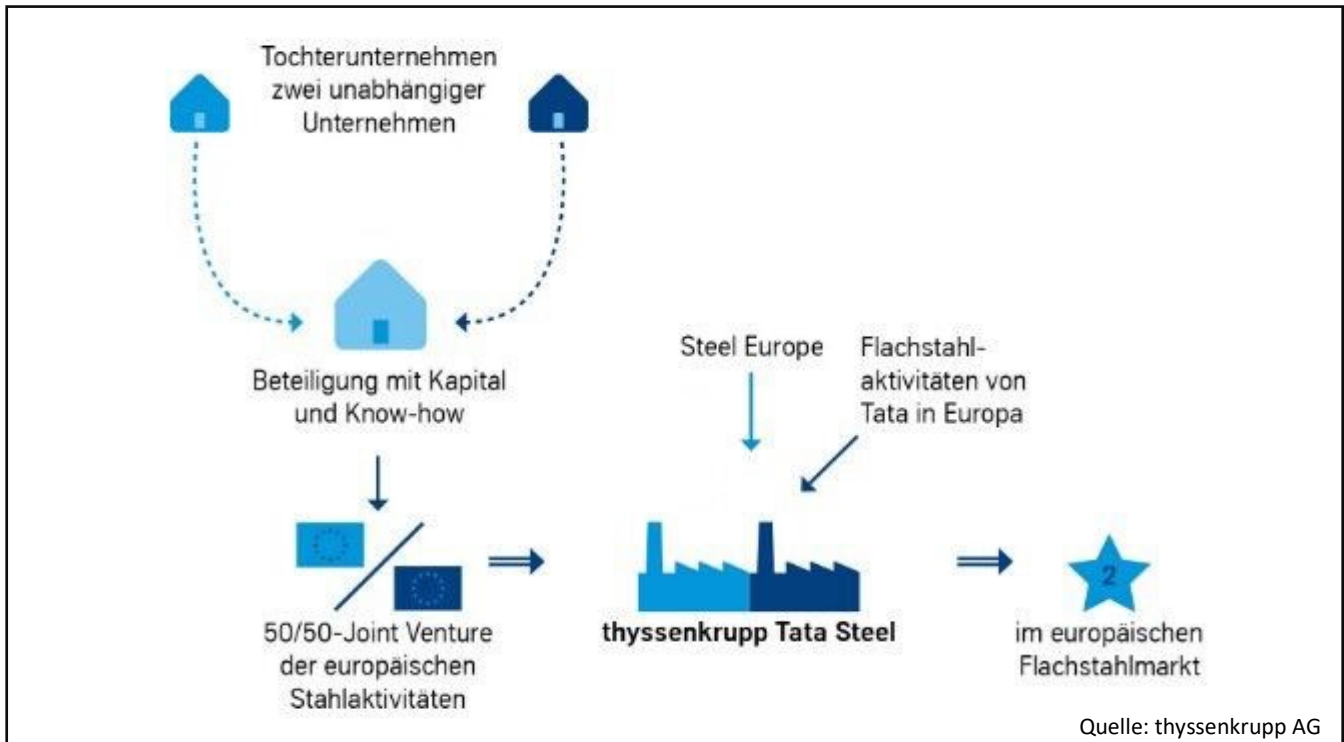 Tochterunternehmen
zwei unabhängiger
Unternehmen
Beteiligung mit Kapital
und Know-how
Steel Europe
Flachstahl-
aktivitäten von
Tata in Europa
50/50-Joint Venture
der europäischen
Stahlaktivitäten
thyssenkrupp Tata Steel
2
im europäischen
Flachstahlmarkt
Quelle: thyssenkrupp AG